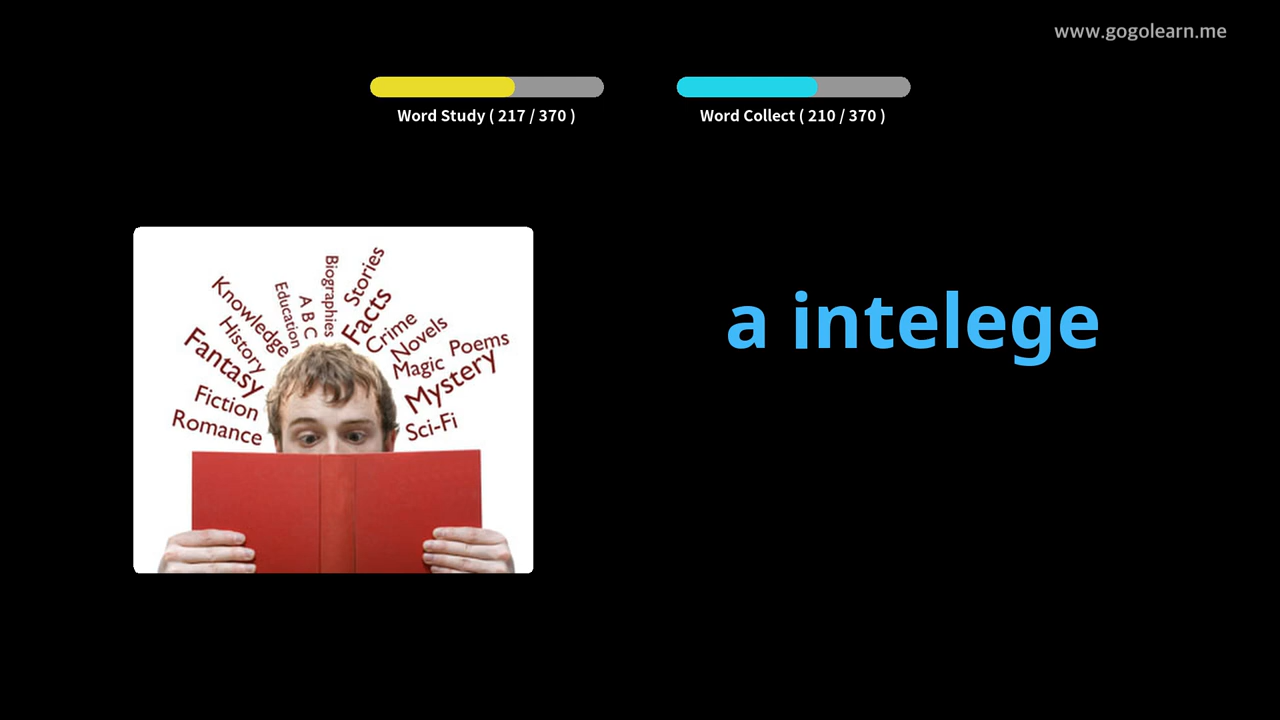 www.gogolearn.me
Word Study ( 217 / 370 )
Word Collect ( 210 / 370 )
a intelege
Knowledge
Education
A B C
Biographies
Stories
Facts
Crime
Novels
Poems
History
Fantasy
Magic
Mystery
Fiction
Sci-Fi
Romance